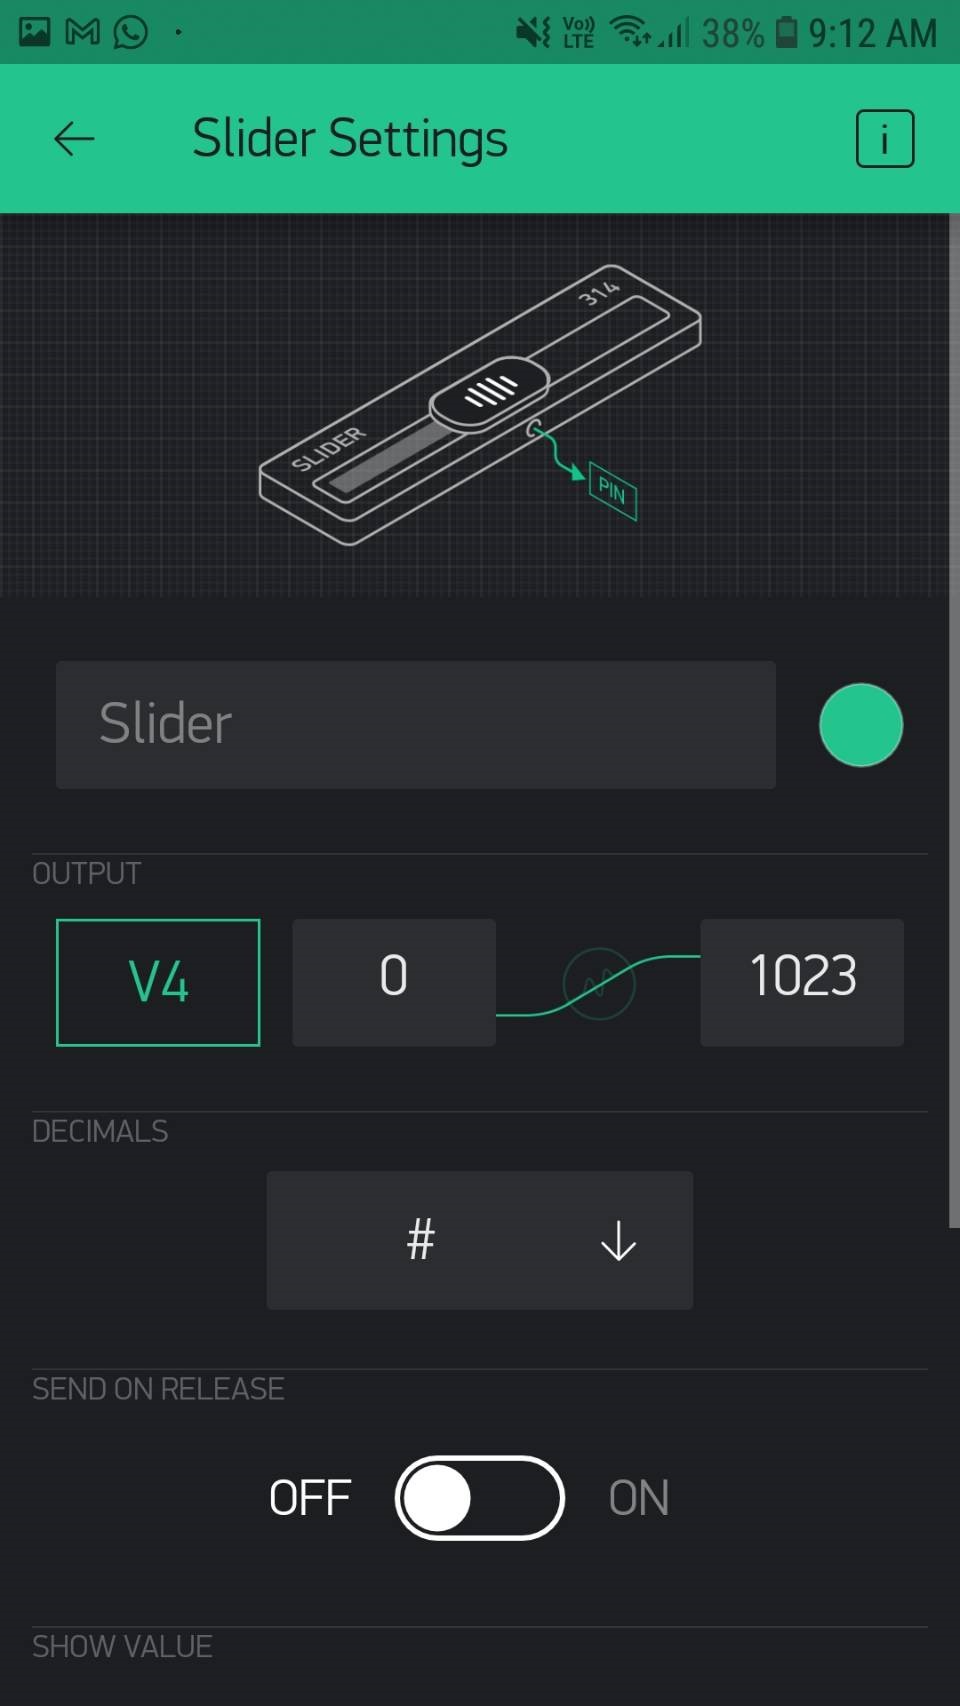 Vo)) LTE 38% 9:12 AM
Slider Settings
i
314
SLIDER
PIN
Slider
OUTPUT
V4 0 1023
DECIMALS
#
SEND ON RELEASE
OFF ON
SHOW VALUE